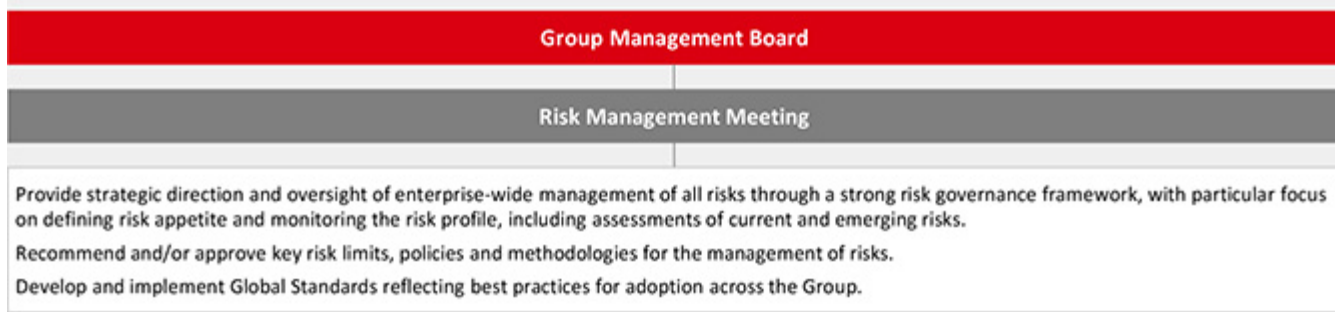 Group Management Board
Risk Management Meeting
Provide strategic direction and oversight of enterprise-wide management of all risks through a strong risk governance framework, with particular focus
on defining risk appetite and monitoring the risk profile, including assessments of current and emerging risks.
Recommend and/or approve key risk limits, policies and methodologies for the management of risks.
Develop and implement Global Standards reflecting best practices for adoption across the Group.